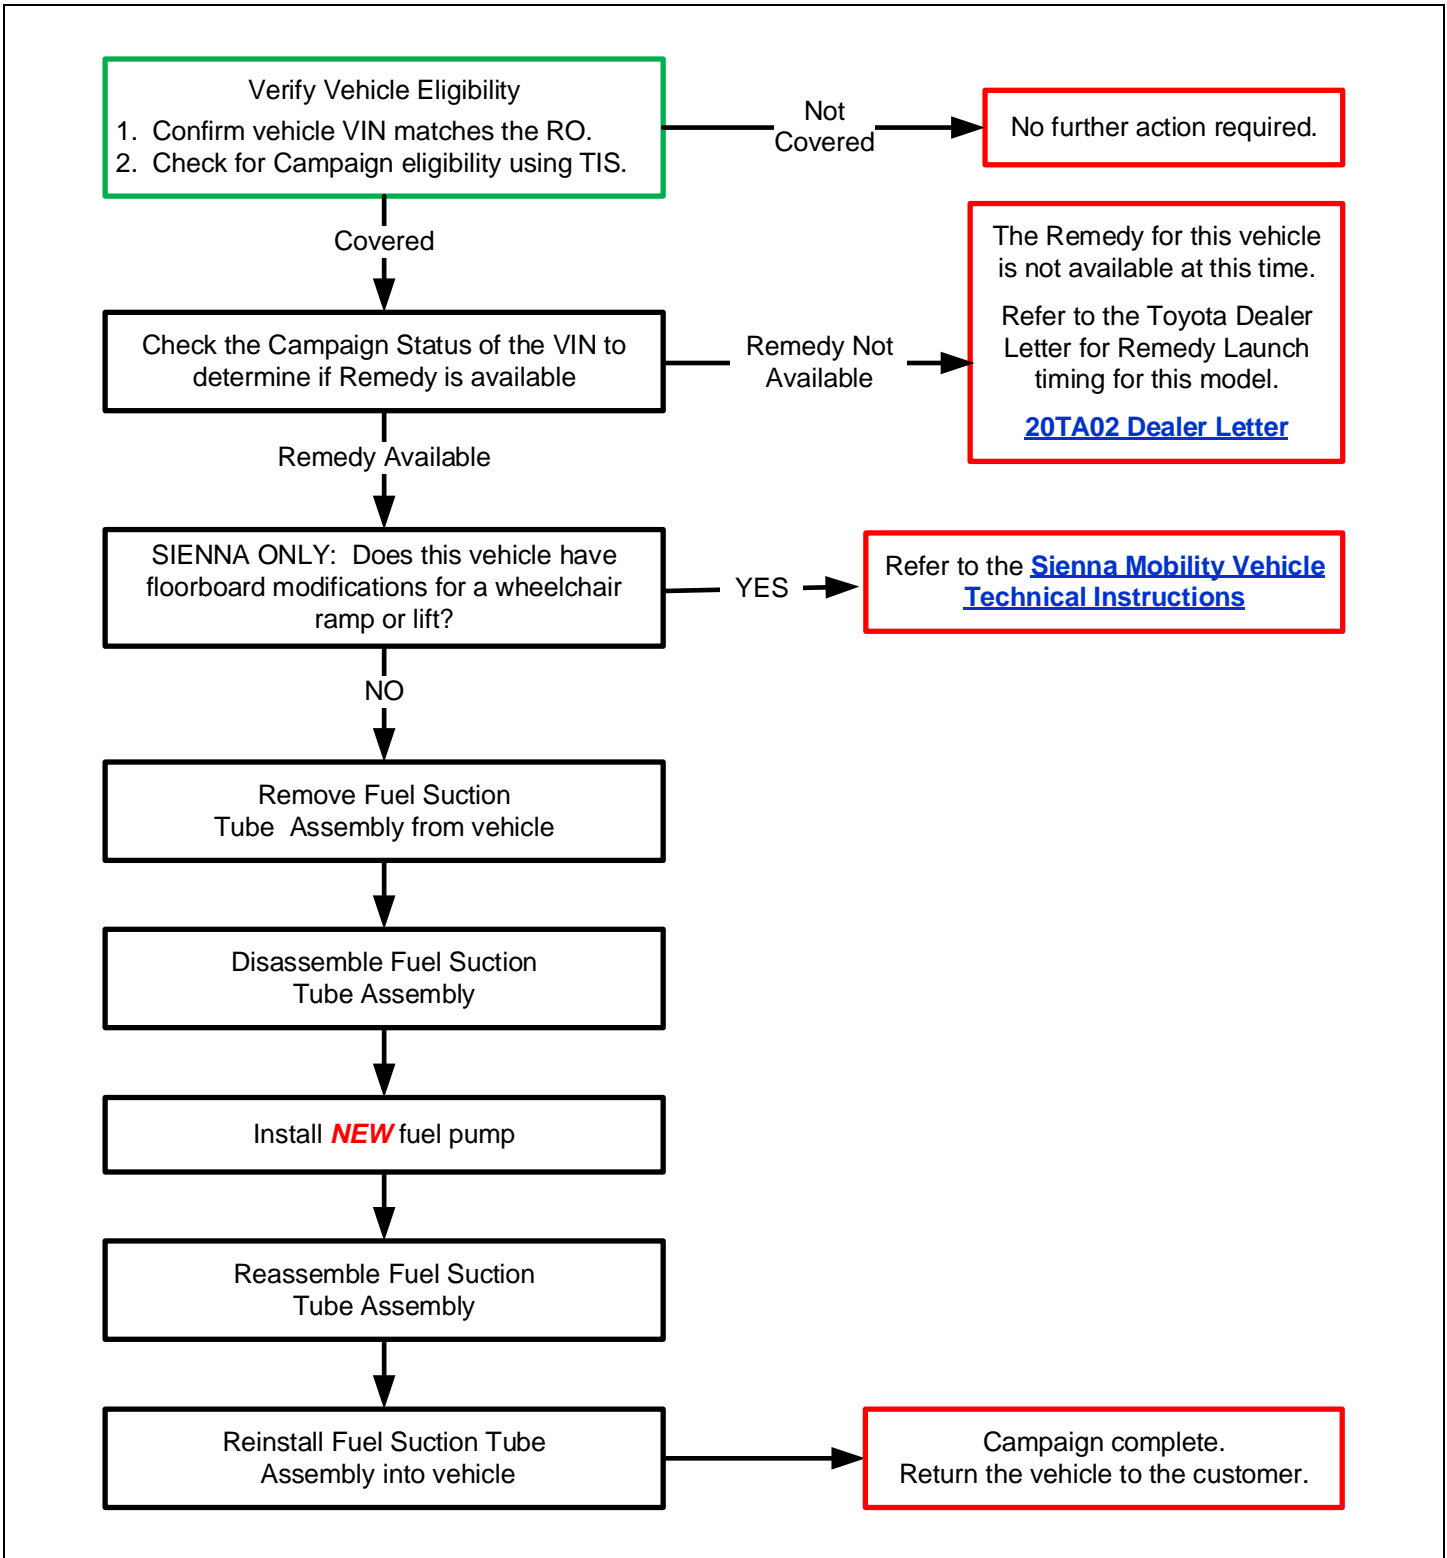 Verify Vehicle Eligibility
1. Confirm vehicle VIN matches the RO.
2. Check for Campaign eligibility using TIS.
Not
Covered
No further action required.
Covered
The Remedy for this vehicle
is not available at this time.
Refer to the Toyota Dealer
Letter for Remedy Launch
timing for this model.
20TA02 Dealer Letter
Check the Campaign Status of the VIN to
determine if Remedy is available
Remedy Not
Available
Remedy Available
SIENNA ONLY: Does this vehicle have
floorboard modifications for a wheelchair
ramp or lift?
YES
Refer to the Sienna Mobility Vehicle
Technical Instructions
NO
Remove Fuel Suction
Tube Assembly from vehicle
Disassemble Fuel Suction
Tube Assembly
Install NEW fuel pump
Reassemble Fuel Suction
Tube Assembly
Reinstall Fuel Suction Tube
Assembly into vehicle
Campaign complete.
Return the vehicle to the customer.